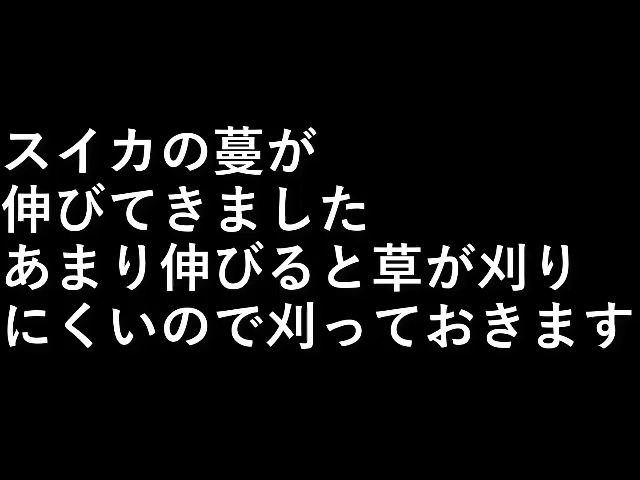 スイカの蔓が
伸びてきました
あまり伸びると草が刈り
にくいので刈っておきます